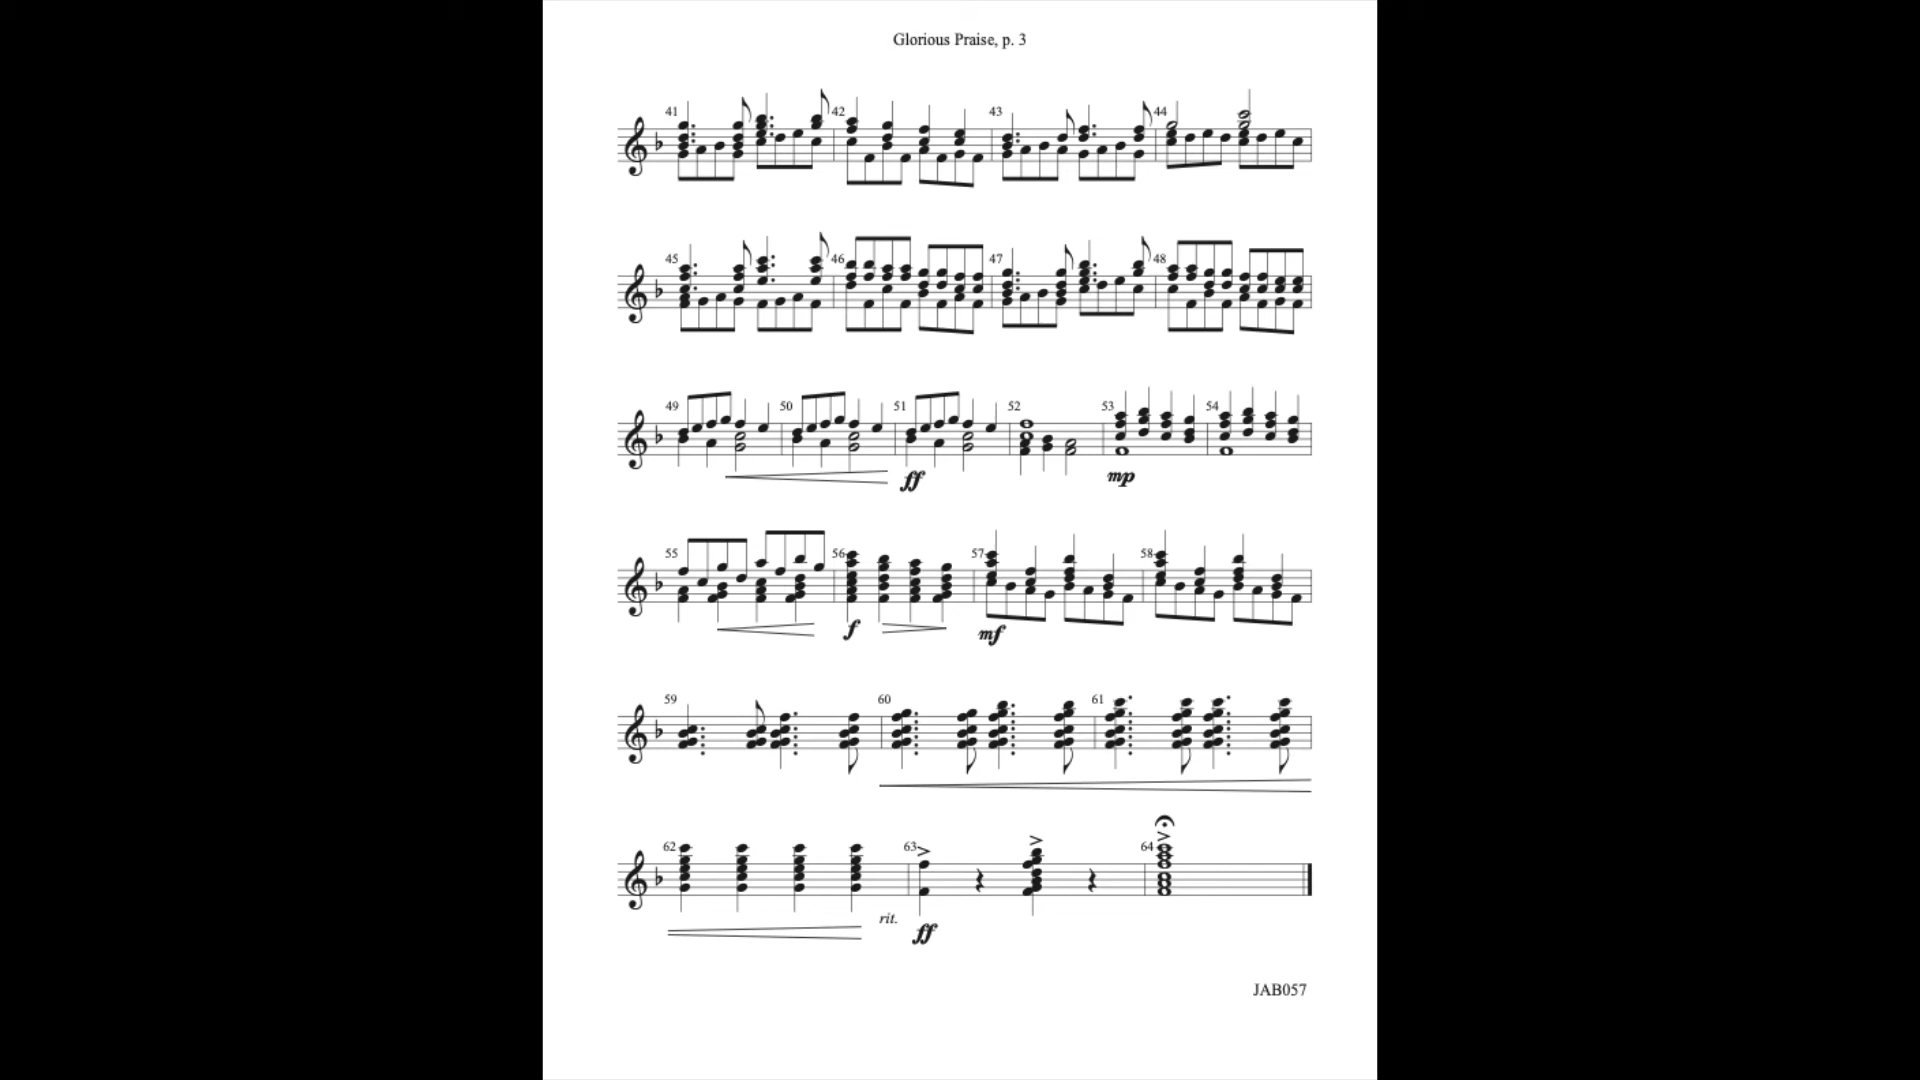 Glorious Praise, p. 3
41 42 43 44
45 46 47 48
49 50 51 52 53 54
ff mp
55 56 57 58
f mf
59 60 61
62 63 64
rit. ff
JAB057